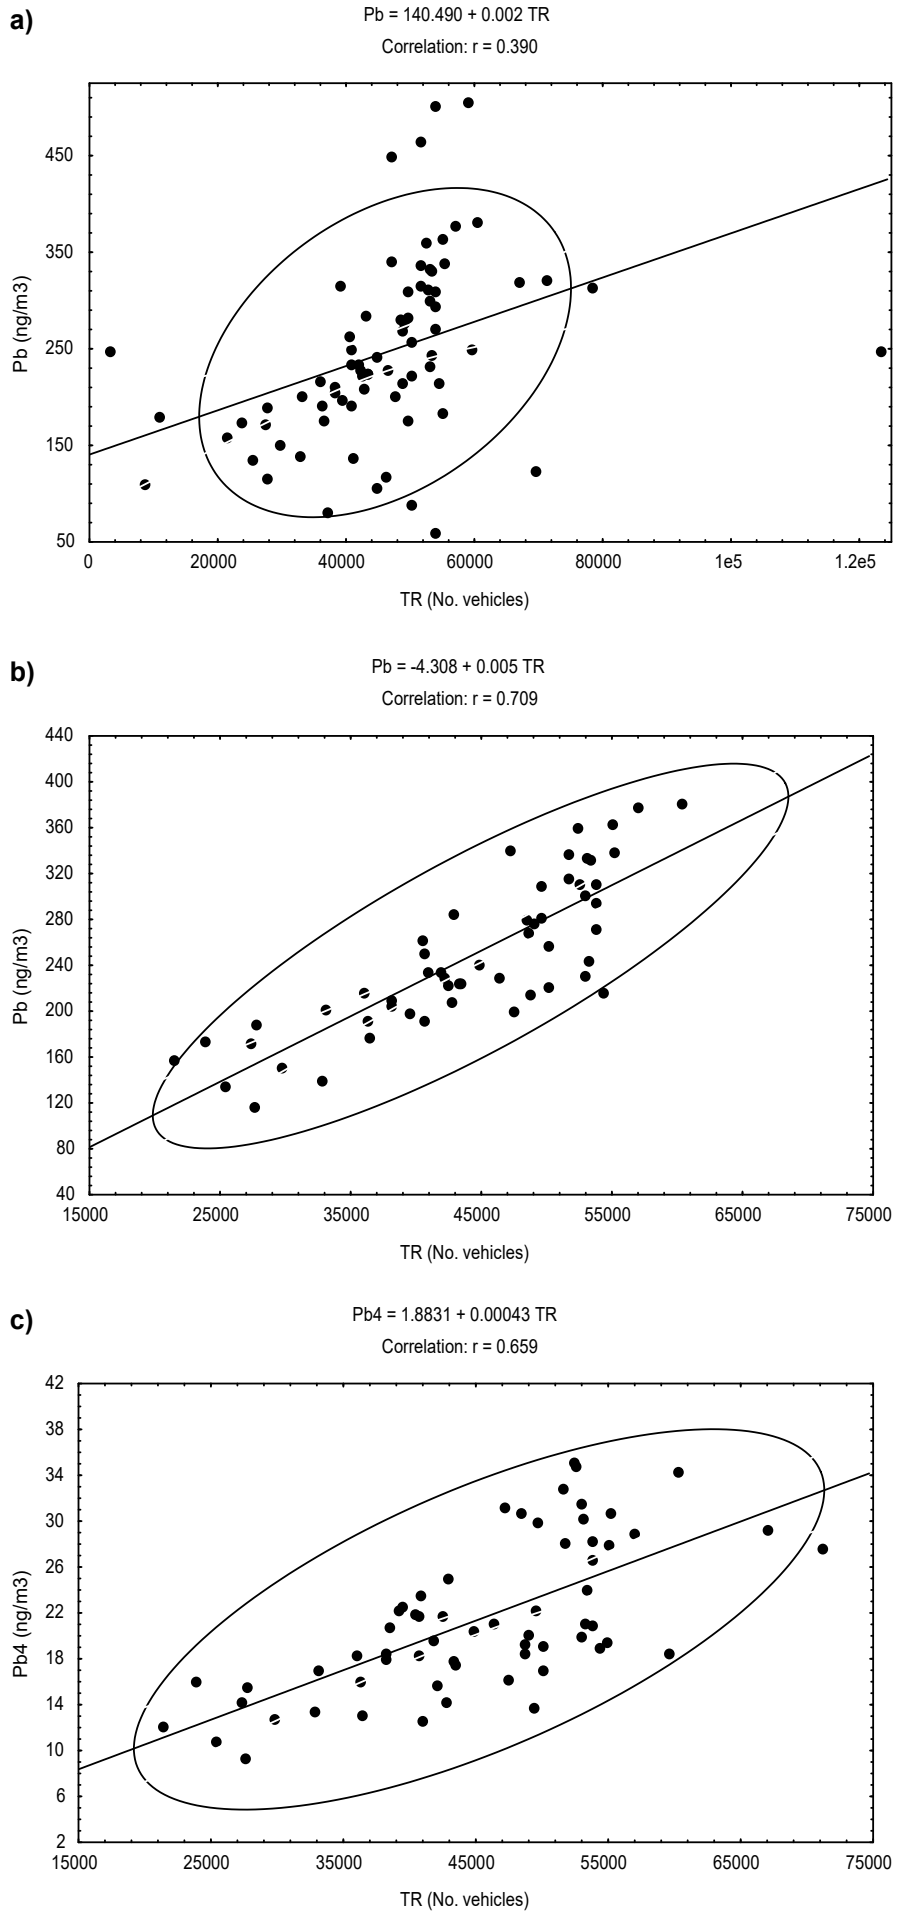 a)
Pb = 140.490 + 0.002 TR
Correlation: r = 0.390
450
350
250
150
50
Pb (ng/m3)
0 20000 40000 60000 80000 1e5 1.2e5
TR (No. vehicles)
b)
Pb = -4.308 + 0.005 TR
Correlation: r = 0.709
440
400
360
320
280
240
200
160
120
80
40
Pb (ng/m3)
15000 25000 35000 45000 55000 65000 75000
TR (No. vehicles)
c)
Pb4 = 1.8831 + 0.00043 TR
Correlation: r = 0.659
42
38
34
30
26
22
18
14
10
6
2
Pb4 (ng/m3)
15000 25000 35000 45000 55000 65000 75000
TR (No. vehicles)